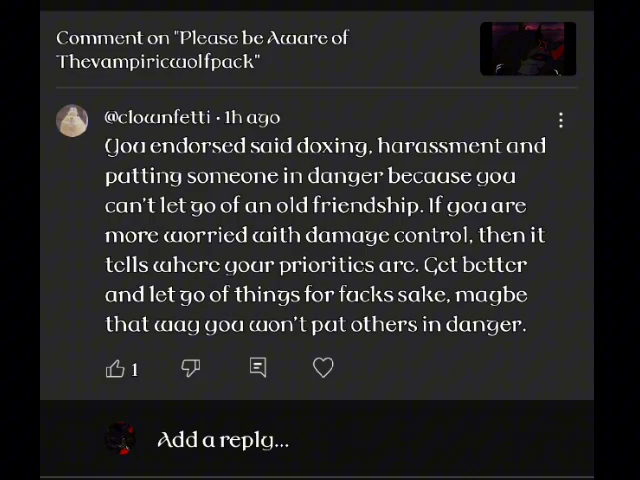 Comment on "Please be Aware of
Thevampiricwolfpack"
@clownfetti · 1h ago
You endorsed said doxing, harassment and
putting someone in danger because you
can't let go of an old friendship. If you are
more worried with damage control, then it
tells where your priorities are. Get better
and let go of things for fucks sake, maybe
that way you won't put others in danger.
1
Add a reply...